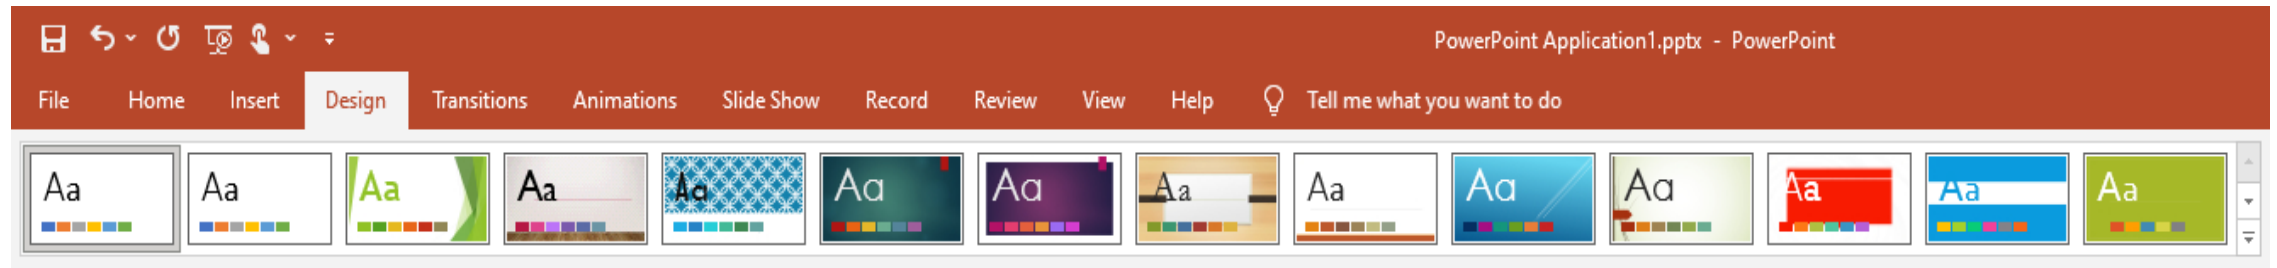 PowerPoint Application1.pptx - PowerPoint
File Home Insert Design Transitions Animations Slide Show Record Review View Help Tell me what you want to do
Aa Aa Aa Aa Aa Aa Aa Aa Aa Aa Aa Aa Aa Aa